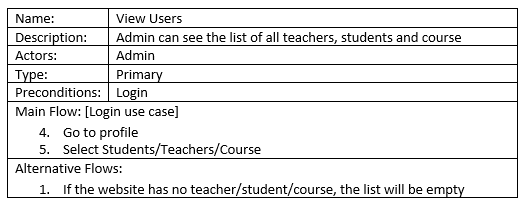 Name: View Users
Description: Admin can see the list of all teachers, students and course
Actors: Admin
Type: Primary
Preconditions: Login
Main Flow: [Login use case]
4. Go to profile
5. Select Students/Teachers/Course
Alternative Flows:
1. If the website has no teacher/student/course, the list will be empty